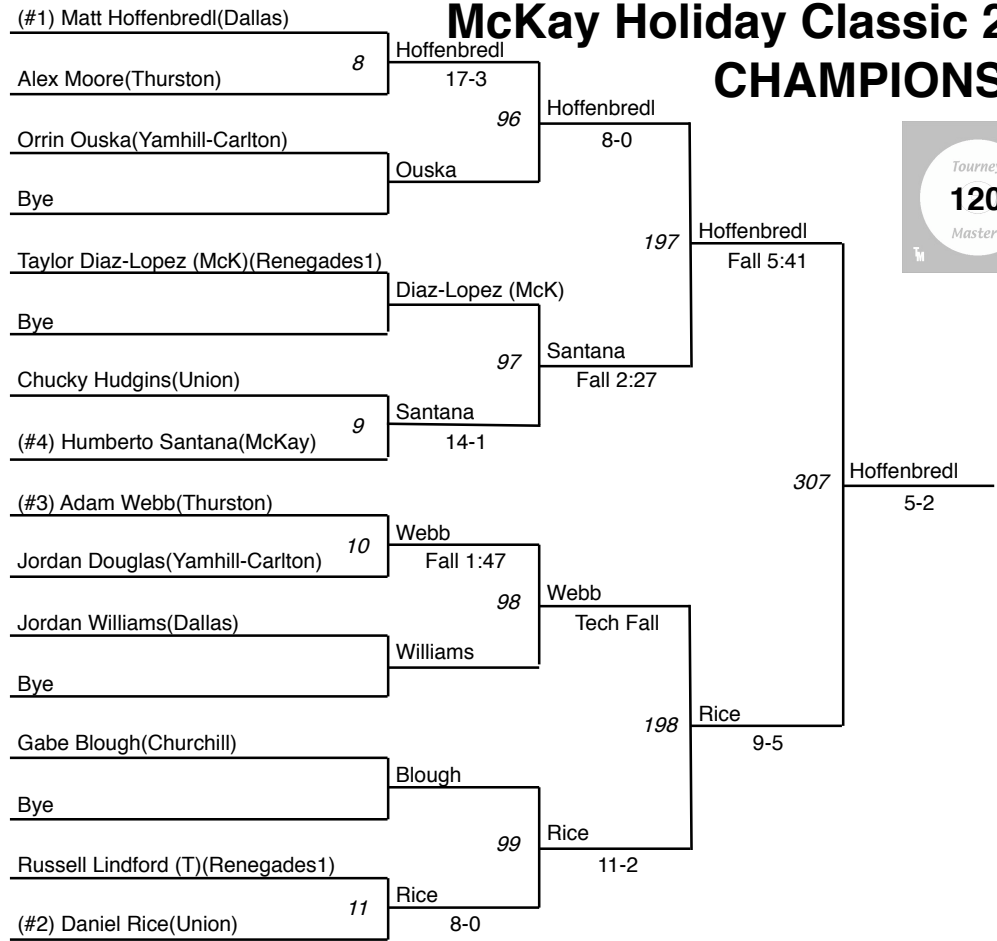 McKay Holiday Classic 2
CHAMPIONS
Tourney
120
Master
TM
(#1) Matt Hoffenbredl(Dallas)
8
Hoffenbredl
17-3
Alex Moore(Thurston)
96
Hoffenbredl
8-0
Orrin Ouska(Yamhill-Carlton)
Ouska
Bye
197
Hoffenbredl
Fall 5:41
Taylor Diaz-Lopez (McK)(Renegades1)
Diaz-Lopez (McK)
Bye
97
Santana
Fall 2:27
Chucky Hudgins(Union)
9
Santana
14-1
(#4) Humberto Santana(McKay)
307
Hoffenbredl
5-2
(#3) Adam Webb(Thurston)
10
Webb
Fall 1:47
Jordan Douglas(Yamhill-Carlton)
98
Webb
Tech Fall
Jordan Williams(Dallas)
Williams
Bye
198
Rice
9-5
Gabe Blough(Churchill)
Blough
Bye
99
Rice
11-2
Russell Lindford (T)(Renegades1)
11
Rice
8-0
(#2) Daniel Rice(Union)